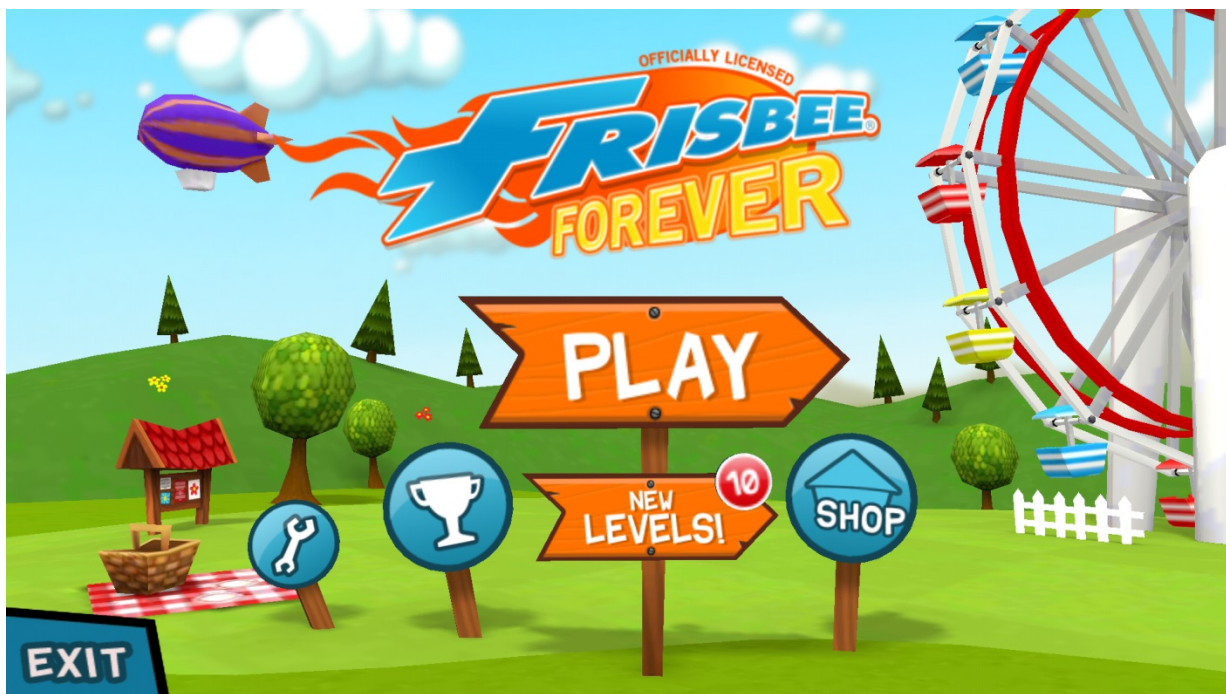 OFFICIALLY LICENSED
FRISBEE®
FOREVER
PLAY
NEW
LEVELS!
10
SHOP
EXIT